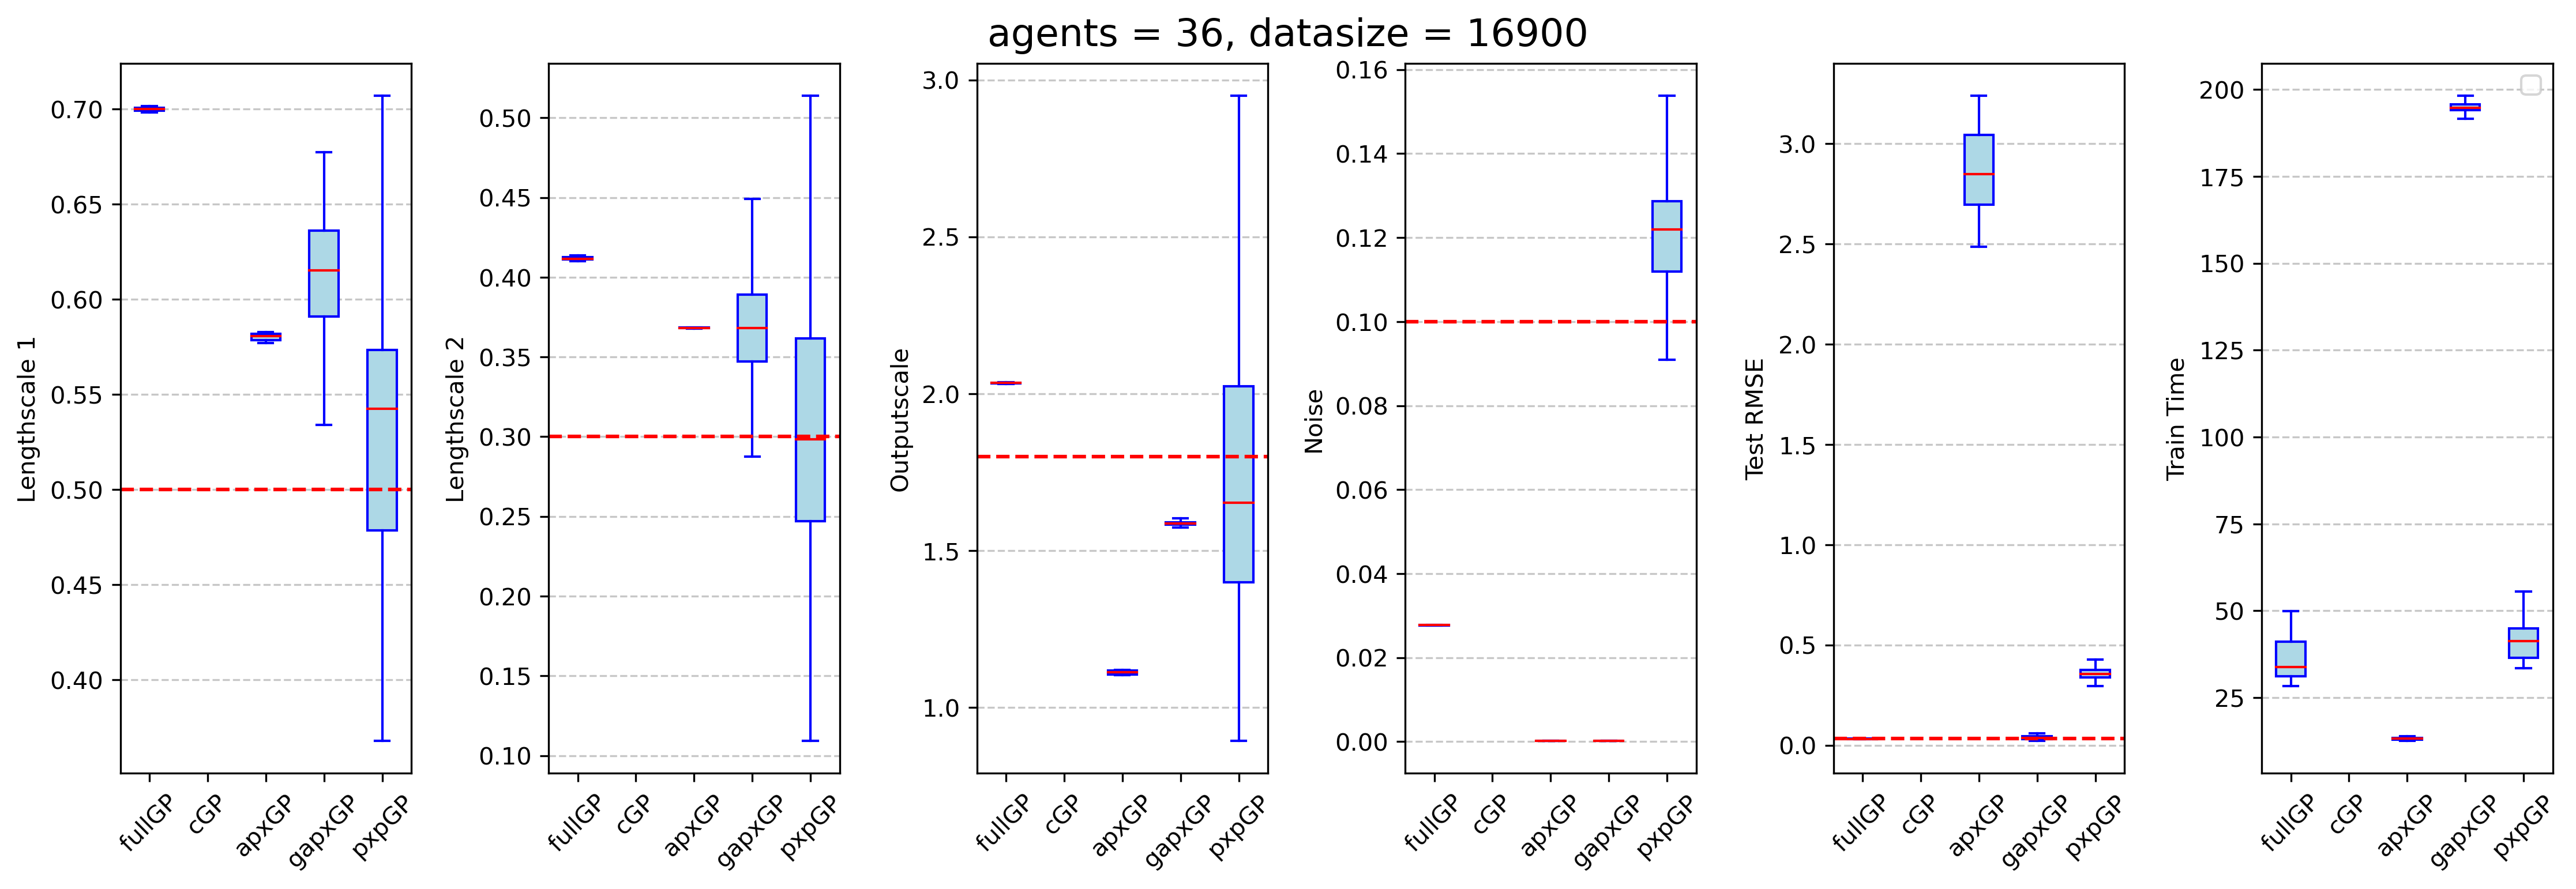 agents = 36, datasize = 16900
Lengthscale 1
0.70
0.65
0.60
0.55
0.50
0.45
0.40
fullGP
cGP
apxGP
gapxGP
pxpGP
Lengthscale 2
0.50
0.45
0.40
0.35
0.30
0.25
0.20
0.15
0.10
fullGP
cGP
apxGP
gapxGP
pxpGP
Outputscale
3.0
2.5
2.0
1.5
1.0
fullGP
cGP
apxGP
gapxGP
pxpGP
Noise
0.16
0.14
0.12
0.10
0.08
0.06
0.04
0.02
0.00
fullGP
cGP
apxGP
gapxGP
pxpGP
Test RMSE
3.0
2.5
2.0
1.5
1.0
0.5
0.0
fullGP
cGP
apxGP
gapxGP
pxpGP
Train Time
200
175
150
125
100
75
50
25
fullGP
cGP
apxGP
gapxGP
pxpGP